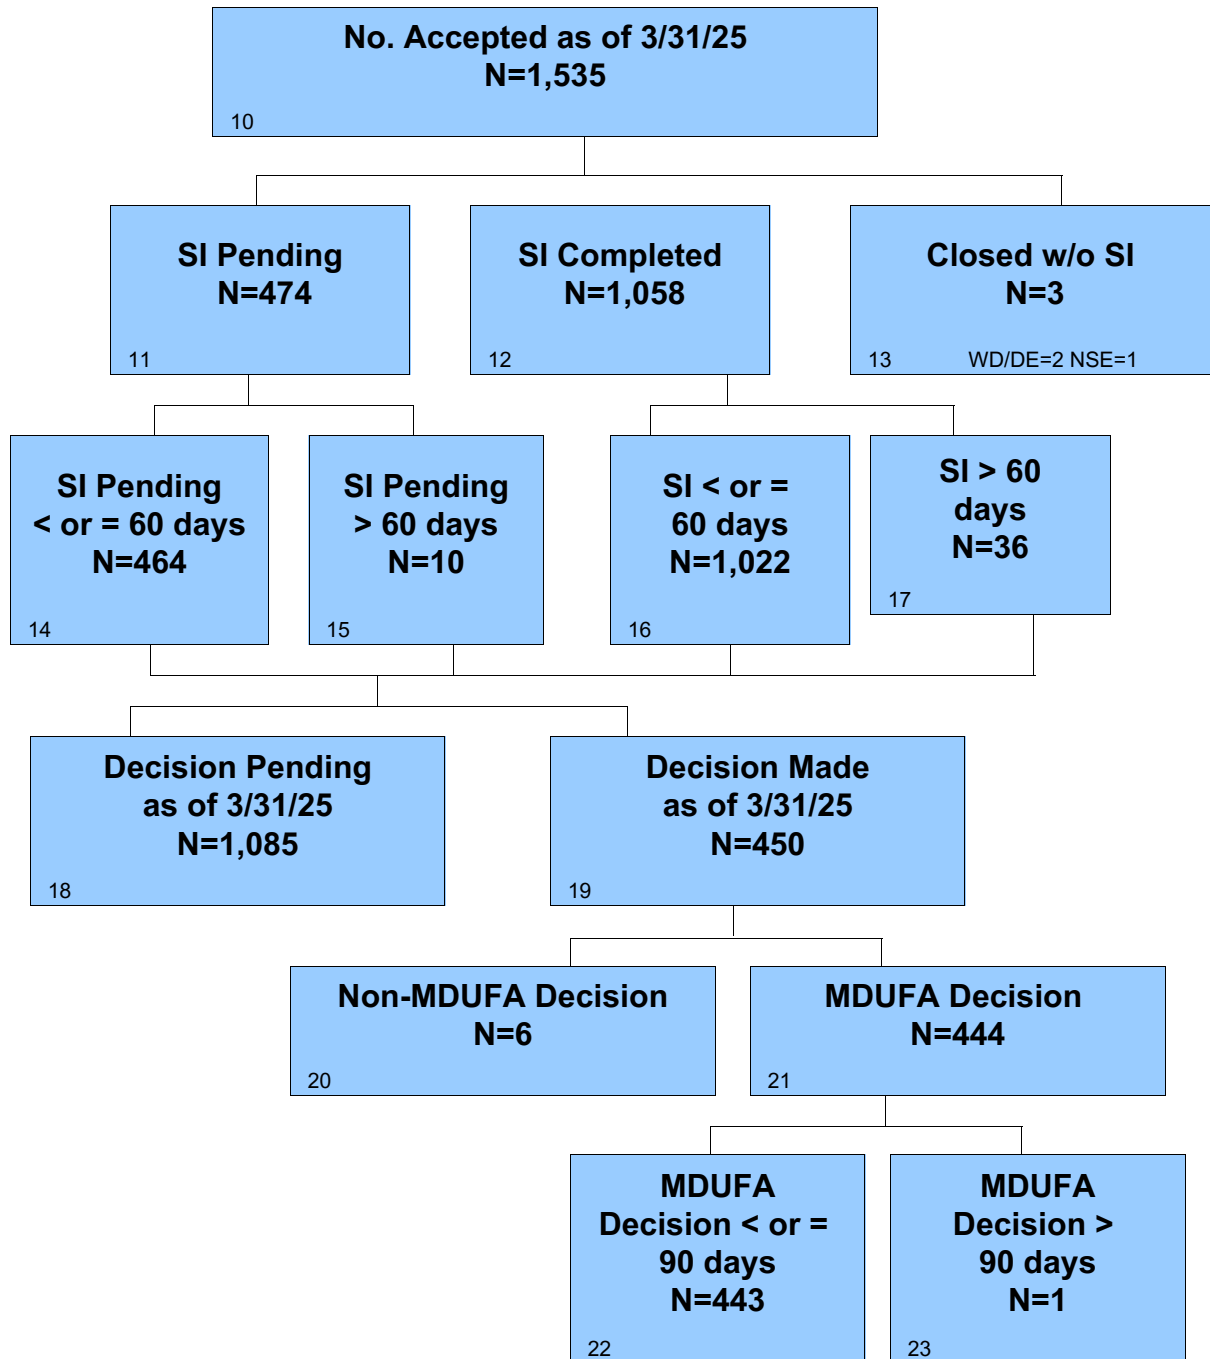 No. Accepted as of 3/31/25
N=1,535
10
SI Pending
N=474
11
SI Completed
N=1,058
12
Closed w/o SI
N=3
13 WD/DE=2 NSE=1
SI Pending
< or = 60 days
N=464
14
SI Pending
> 60 days
N=10
15
SI < or =
60 days
N=1,022
16
SI > 60
days
N=36
17
Decision Pending
as of 3/31/25
N=1,085
18
Decision Made
as of 3/31/25
N=450
19
Non-MDUFA Decision
N=6
20
MDUFA Decision
N=444
21
MDUFA
Decision < or =
90 days
N=443
22
MDUFA
Decision >
90 days
N=1
23